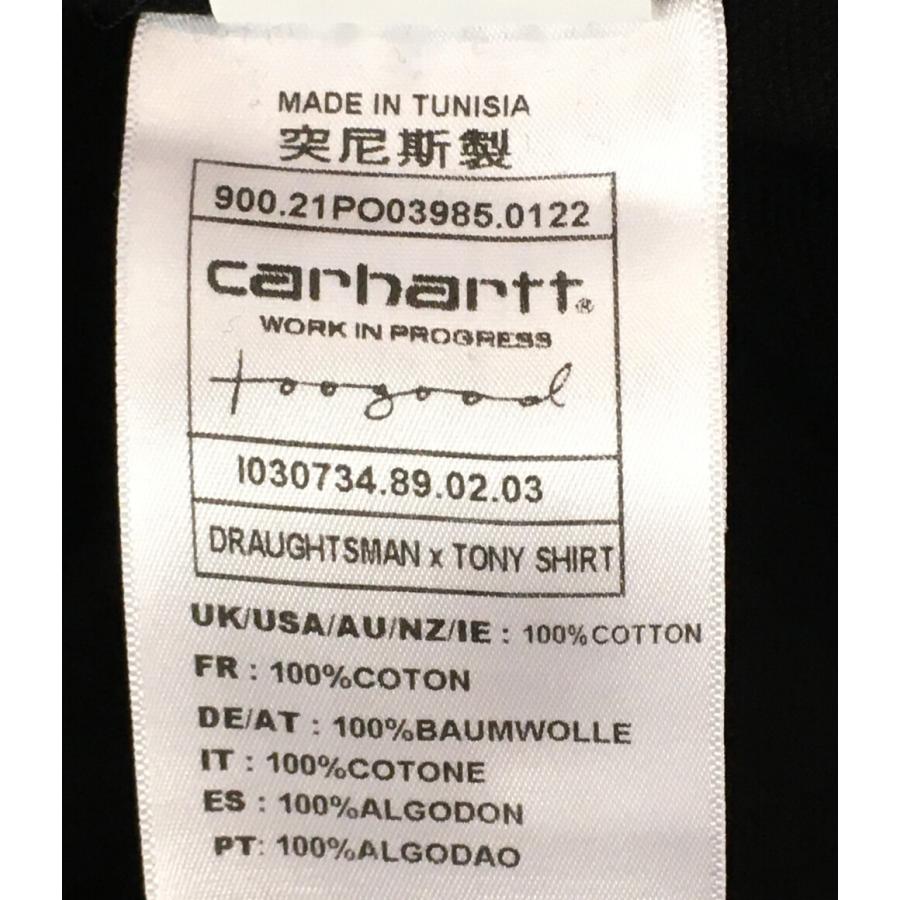 MADE IN TUNISIA
突尼斯製
900.21PO03985.0122
carhartt®
WORK IN PROGRESS
toogood
I030734.89.02.03
DRAUGHTSMAN x TONY SHIRT
UK/USA/AU/NZ/IE : 100%COTTON
FR : 100%COTON
DE/AT : 100%BAUMWOLLE
IT : 100%COTONE
ES : 100%ALGODON
PT: 100%ALGODAO